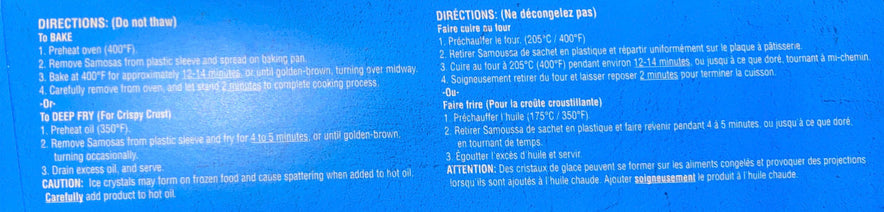 DIRECTIONS: (Do not thaw)
To BAKE
1. Preheat oven (400°F).
2. Remove Samosas from plastic sleeve and spread on baking pan.
3. Bake at 400°F for approximately 12-14 minutes, or until golden-brown, turning over midway.
4. Carefully remove from oven, and let stand 2 minutes to complete cooking process.
-Or-
To DEEP FRY (For Crispy Crust)
1. Preheat oil (350°F).
2. Remove Samosas from plastic sleeve and fry for 4 to 5 minutes, or until golden-brown,
turning occasionally.
3. Drain excess oil, and serve.
CAUTION: Ice crystals may form on frozen food and cause spattering when added to hot oil.
Carefully add product to hot oil.
DIRÉCTIONS: (Ne décongelez pas)
Faire cuire au four
1. Préchauffer le four. (205°C / 400°F)
2. Retirer Samoussa de sachet en plastique et répartir uniformément sur le plaque à pâtisserie.
3. Cuire au four à 205°C (400°F) pendant environ 12-14 minutes, ou jusqu'à ce que doré, tournant à mi-chemin.
4. Soigneusement retirer du four et laisser reposer 2 minutes pour terminer la cuisson.
-Ou-
Faire frire (Pour la croûte croustillante)
1. Préchauffer l'huile (175°C / 350°F).
2. Retirer Samoussa de sachet en plastique et faire revenir pendant 4 à 5 minutes, ou jusqu'à ce que doré,
en tournant de temps.
3. Égoutter l'excès d'huile et servir.
ATTENTION: Des cristaux de glace peuvent se former sur les aliments congelés et provoquer des projections
lorsqu'ils sont ajoutés à l'huile chaude. Ajouter soigneusement le produit à l'huile chaude.